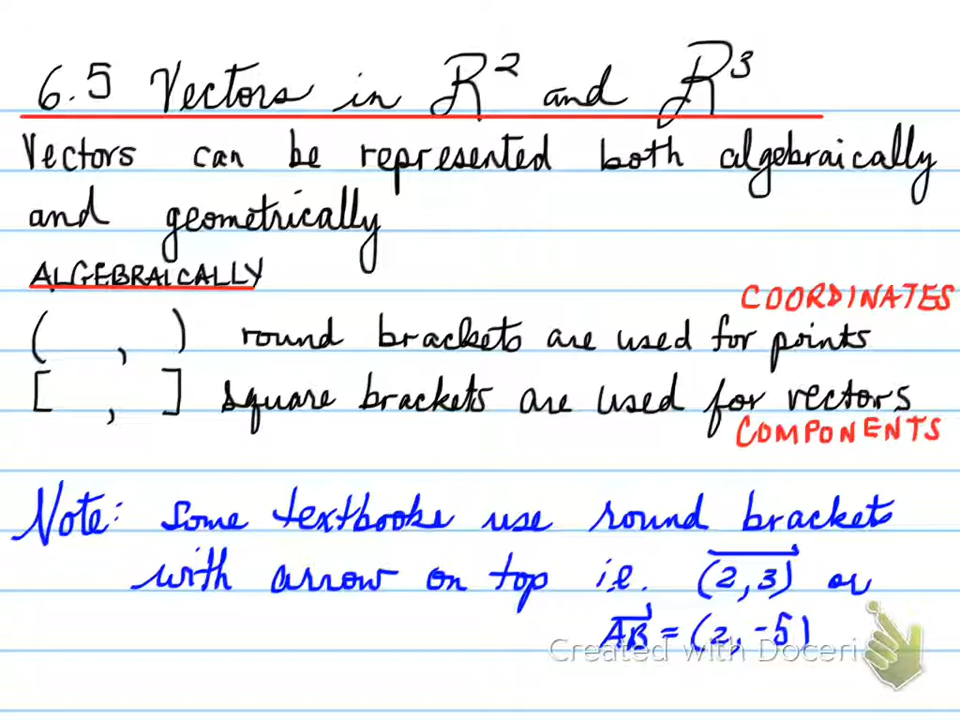 6.5 Vectors in R² and R³
Vectors can be represented both algebraically
and geometrically
ALGEBRAICALLY
COORDINATES
( , ) round brackets are used for points
[ , ] square brackets are used for vectors
COMPONENTS
Note: Some textbooks use round brackets
with arrow on top i.e. $\overrightarrow{(2,3)}$ or
$\overrightarrow{AB}$ = (2, -5)
Created with Doceri